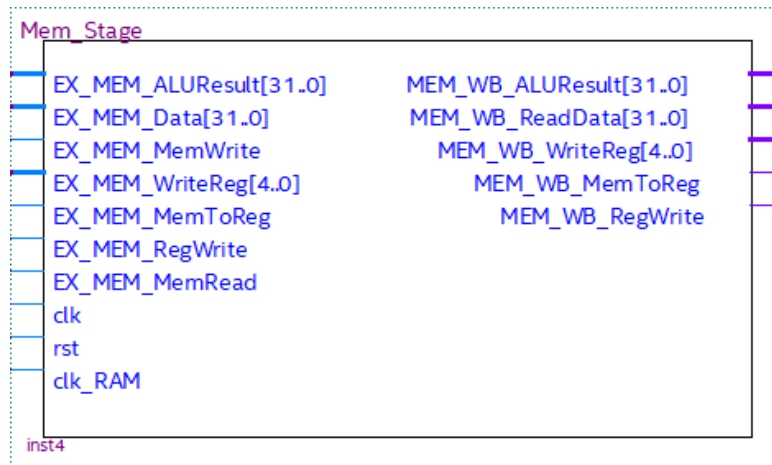 Mem_Stage
EX_MEM_ALUResult[31..0] MEM_WB_ALUResult[31..0]
EX_MEM_Data[31..0] MEM_WB_ReadData[31..0]
EX_MEM_MemWrite MEM_WB_WriteReg[4..0]
EX_MEM_WriteReg[4..0] MEM_WB_MemToReg
EX_MEM_MemToReg MEM_WB_RegWrite
EX_MEM_RegWrite
EX_MEM_MemRead
clk
rst
clk_RAM
inst4